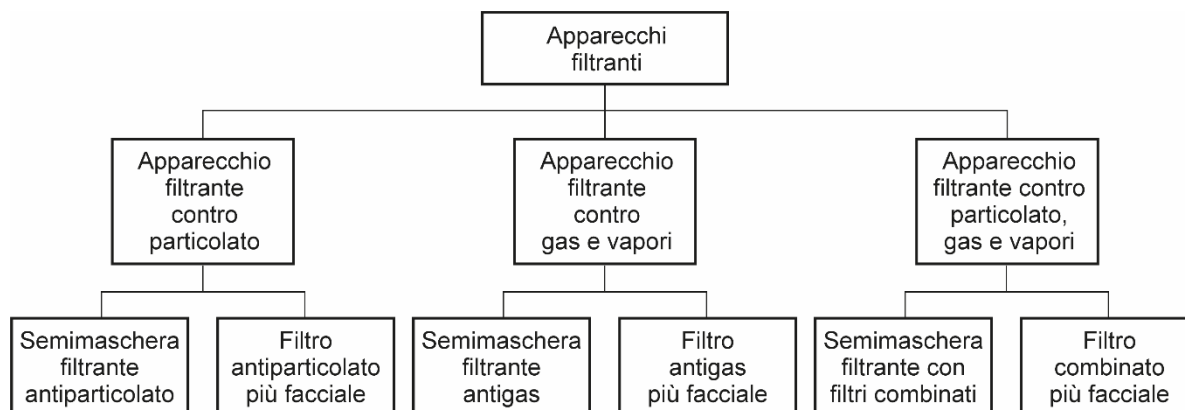 Apparecchi
filtranti
Apparecchio
filtrante
contro
particolato
Apparecchio
filtrante
contro
gas e vapori
Apparecchio
filtrante contro
particolato,
gas e vapori
Semimaschera
filtrante
antiparticolato
Filtro
antiparticolato
più facciale
Semimaschera
filtrante
antigas
Filtro
antigas
più facciale
Semimaschera
filtrante con
filtri combinati
Filtro
combinato
più facciale